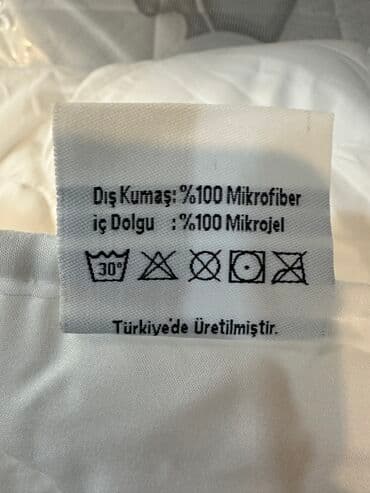 Dış Kumaş: %100 Mikrofiber
iç Dolgu : %100 Mikrojel
30°
Türkiye'de Üretilmiştir.